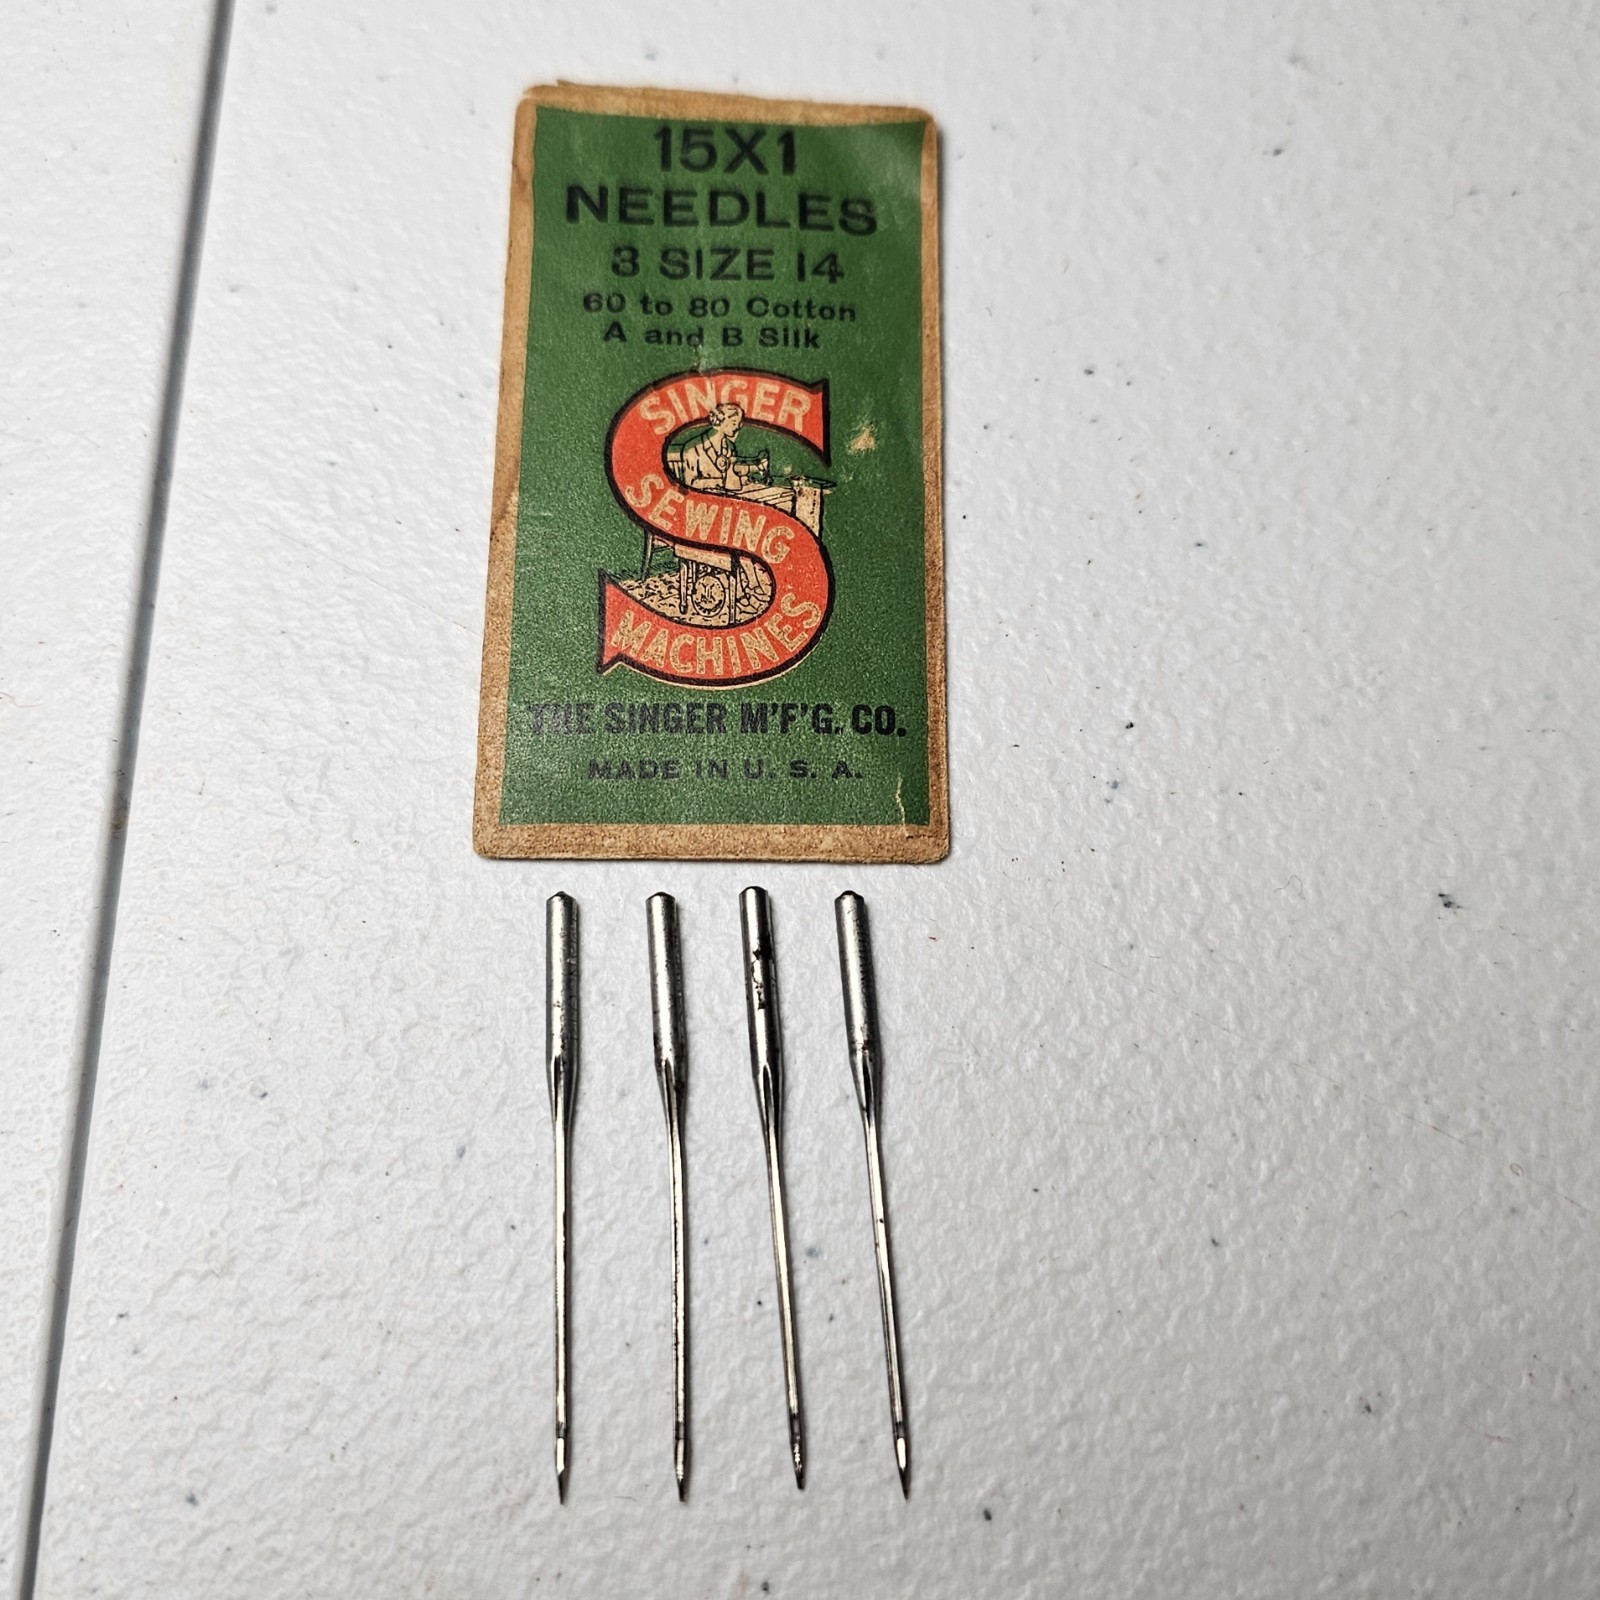 15X1
NEEDLES
3 SIZE 14
60 to 80 Cotton
A and B Silk
SINGER
SEWING
MACHINES
THE SINGER M'F'G. CO.
MADE IN U. S. A.